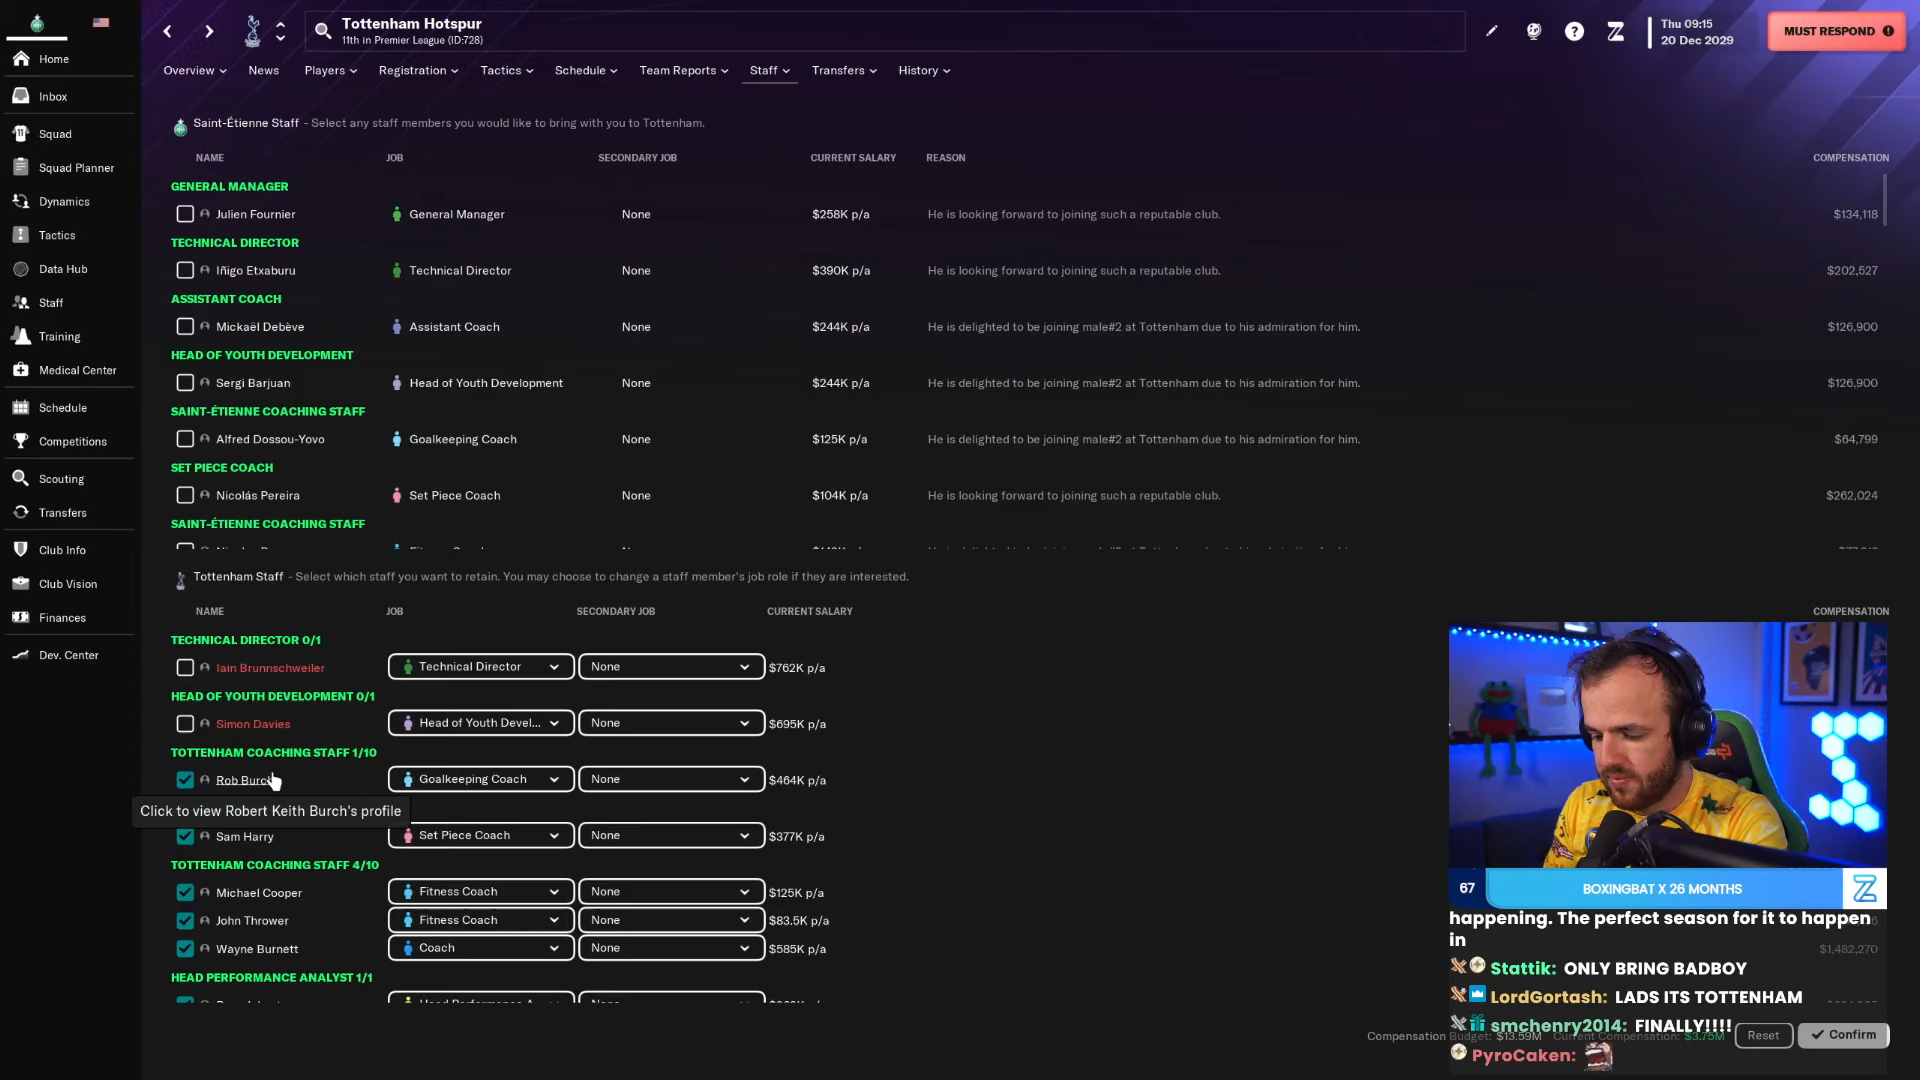 Tottenham Hotspur
11th in Premier League (ID:728)
Thu 09:15
20 Dec 2029
MUST RESPOND
Overview
News
Players
Registration
Tactics
Schedule
Team Reports
Staff
Transfers
History
Home
Inbox
Squad
Squad Planner
Dynamics
Tactics
Data Hub
Staff
Training
Medical Center
Schedule
Competitions
Scouting
Transfers
Club Info
Club Vision
Finances
Dev. Center
Saint-Étienne Staff - Select any staff members you would like to bring with you to Tottenham.
NAME JOB SECONDARY JOB CURRENT SALARY REASON COMPENSATION
GENERAL MANAGER
Julien Fournier General Manager None $258K p/a He is looking forward to joining such a reputable club. $134,118
TECHNICAL DIRECTOR
Iñigo Etxaburu Technical Director None $390K p/a He is looking forward to joining such a reputable club. $202,527
ASSISTANT COACH
Mickaël Debève Assistant Coach None $244K p/a He is delighted to be joining male#2 at Tottenham due to his admiration for him. $126,900
HEAD OF YOUTH DEVELOPMENT
Sergi Barjuan Head of Youth Development None $244K p/a He is delighted to be joining male#2 at Tottenham due to his admiration for him. $126,900
SAINT-ÉTIENNE COACHING STAFF
Alfred Dossou-Yovo Goalkeeping Coach None $125K p/a He is delighted to be joining male#2 at Tottenham due to his admiration for him. $64,799
SET PIECE COACH
Nicolás Pereira Set Piece Coach None $104K p/a He is looking forward to joining such a reputable club. $262,024
SAINT-ÉTIENNE COACHING STAFF
Tottenham Staff - Select which staff you want to retain. You may choose to change a staff member's job role if they are interested.
NAME JOB SECONDARY JOB CURRENT SALARY COMPENSATION
TECHNICAL DIRECTOR 0/1
Iain Brunnschweiler Technical Director None $762K p/a
HEAD OF YOUTH DEVELOPMENT 0/1
Simon Davies Head of Youth Devel... None $695K p/a
TOTTENHAM COACHING STAFF 1/10
Rob Burch Goalkeeping Coach None $464K p/a
Click to view Robert Keith Burch's profile
Sam Harry Set Piece Coach None $377K p/a
TOTTENHAM COACHING STAFF 4/10
Michael Cooper Fitness Coach None $125K p/a
John Thrower Fitness Coach None $83.5K p/a
Wayne Burnett Coach None $585K p/a $1,482,270
HEAD PERFORMANCE ANALYST 1/1
67 BOXINGBAT X 26 MONTHS
happening. The perfect season for it to happen
in
Stattik: ONLY BRING BADBOY
LordGortash: LADS ITS TOTTENHAM
smchenry2014: FINALLY!!!!
PyroCaken:
Compensation Budget: $13.59M Current Compensation: $3.75M
Reset
Confirm